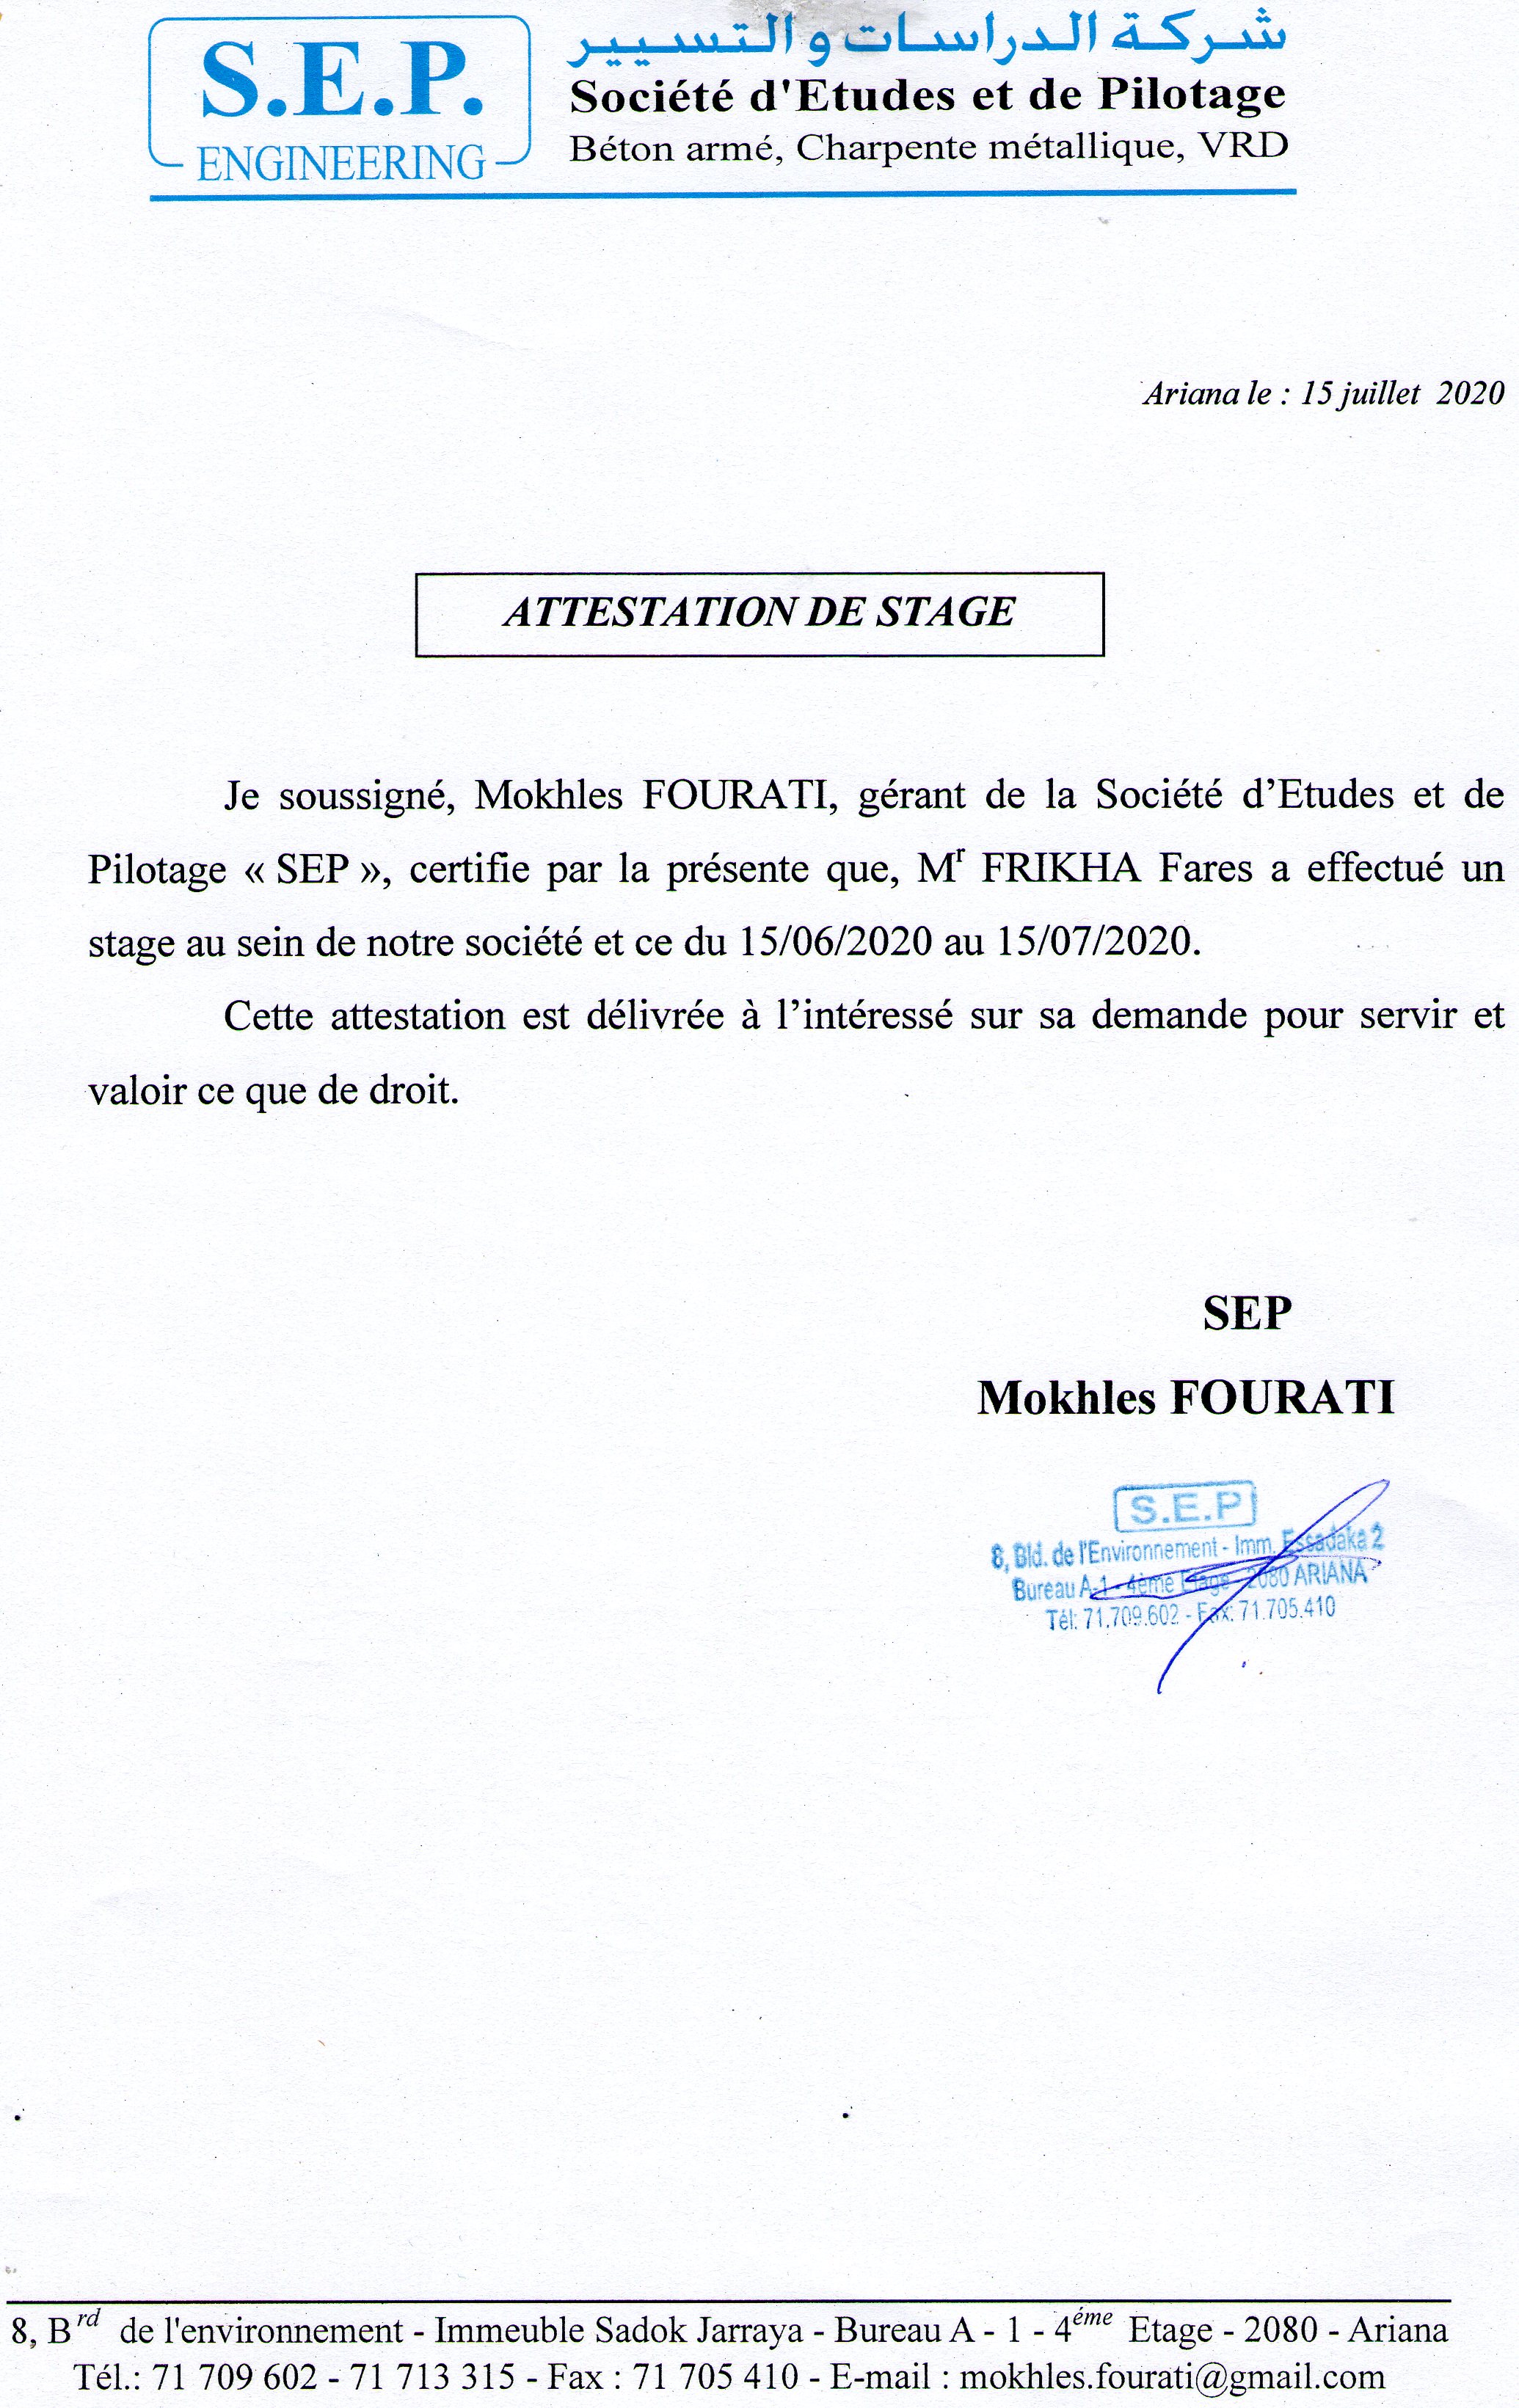 S.E.P.
ENGINEERING
شركة الدراسات و التسيير
Société d'Etudes et de Pilotage
Béton armé, Charpente métallique, VRD
Ariana le : 15 juillet 2020
ATTESTATION DE STAGE
Je soussigné, Mokhles FOURATI, gérant de la Société d’Etudes et de
Pilotage « SEP », certifie par la présente que, Mr FRIKHA Fares a effectué un
stage au sein de notre société et ce du 15/06/2020 au 15/07/2020.
Cette attestation est délivrée à l’intéressé sur sa demande pour servir et
valoir ce que de droit.
SEP
Mokhles FOURATI
S.E.P
8, Bld. de l'Environnement - Imm. Essadaka 2
Bureau A-1 - 4ème Etage - 2080 ARIANA
Tél: 71.709.602 - Fax: 71.705.410
8, Brd de l'environnement - Immeuble Sadok Jarraya - Bureau A - 1 - 4éme Etage - 2080 - Ariana
Tél.: 71 709 602 - 71 713 315 - Fax : 71 705 410 - E-mail : mokhles.fourati@gmail.com